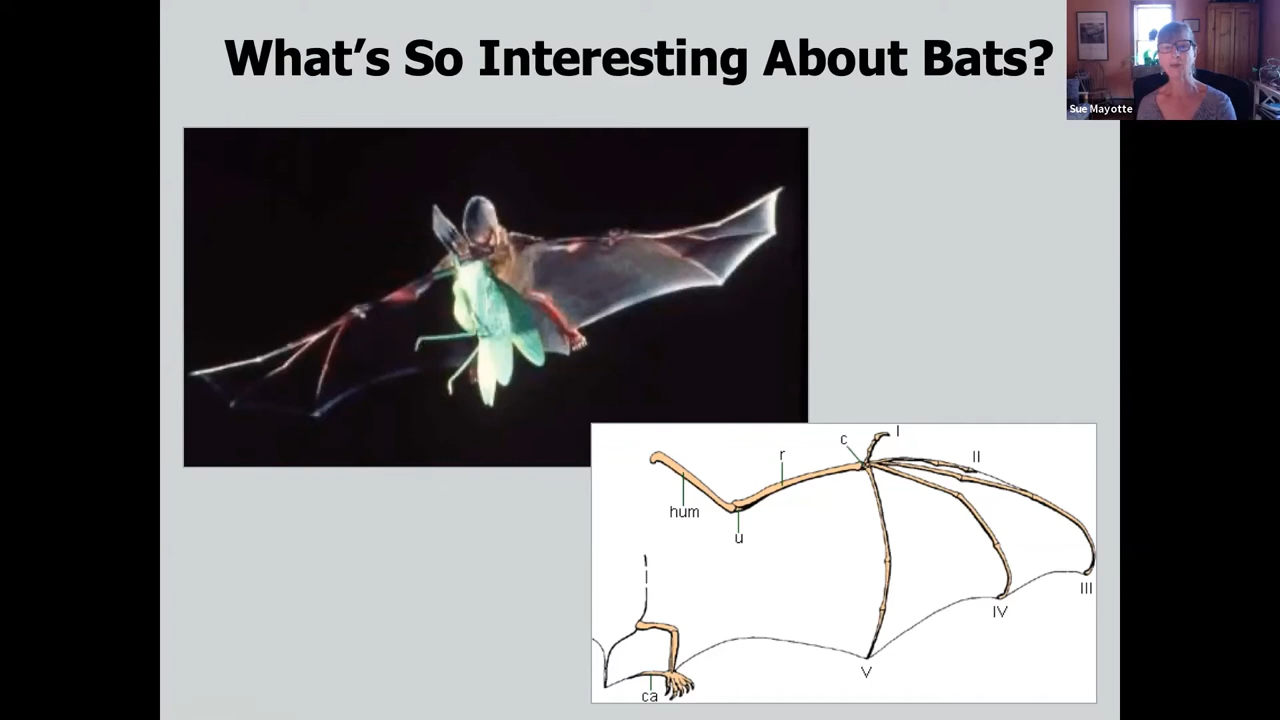 What's So Interesting About Bats?
Sue Mayotte
I
c
II
r
hum
u
III
IV
V
ca